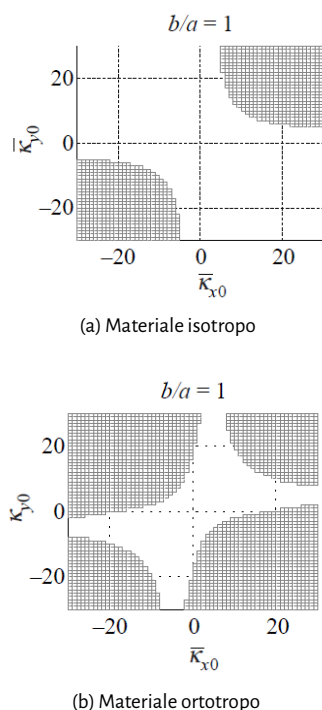 b/a = 1
20
0
−20
κ̄y0
−20 0 20
κ̄x0
(a) Materiale isotropo
b/a = 1
20
0
−20
κy0
−20 0 20
κ̄x0
(b) Materiale ortotropo